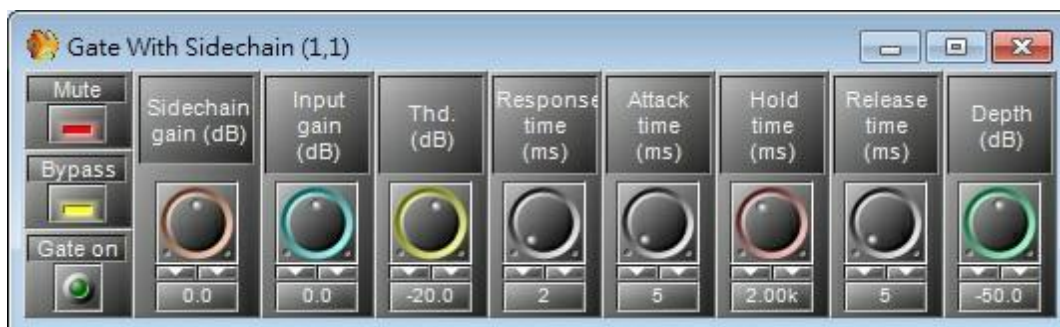 Gate With Sidechain (1,1)
Mute
Bypass
Gate on
Sidechain
gain (dB)
0.0
Input
gain
(dB)
0.0
Thd.
(dB)
-20.0
Response
time
(ms)
2
Attack
time
(ms)
5
Hold
time
(ms)
2.00k
Release
time
(ms)
5
Depth
(dB)
-50.0